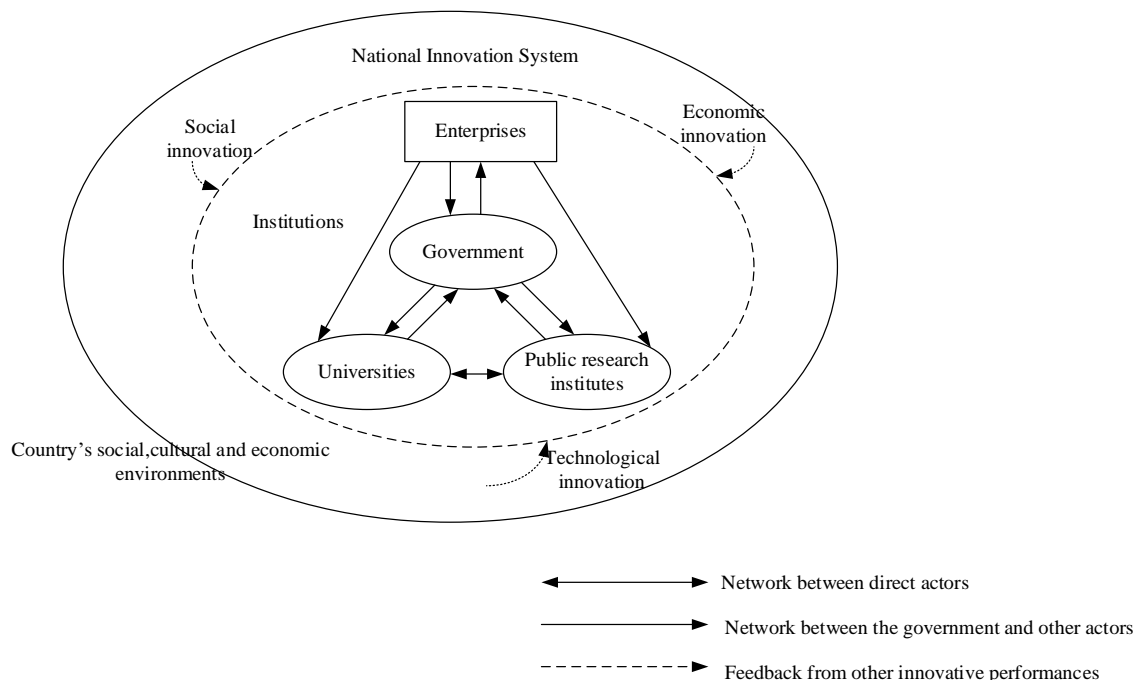 National Innovation System
Enterprises
Economic
innovation
Social
innovation
Institutions
Government
Universities
Public research
institutes
Country’s social,cultural and economic
environments
Technological
innovation
Network between direct actors
Network between the government and other actors
Feedback from other innovative performances